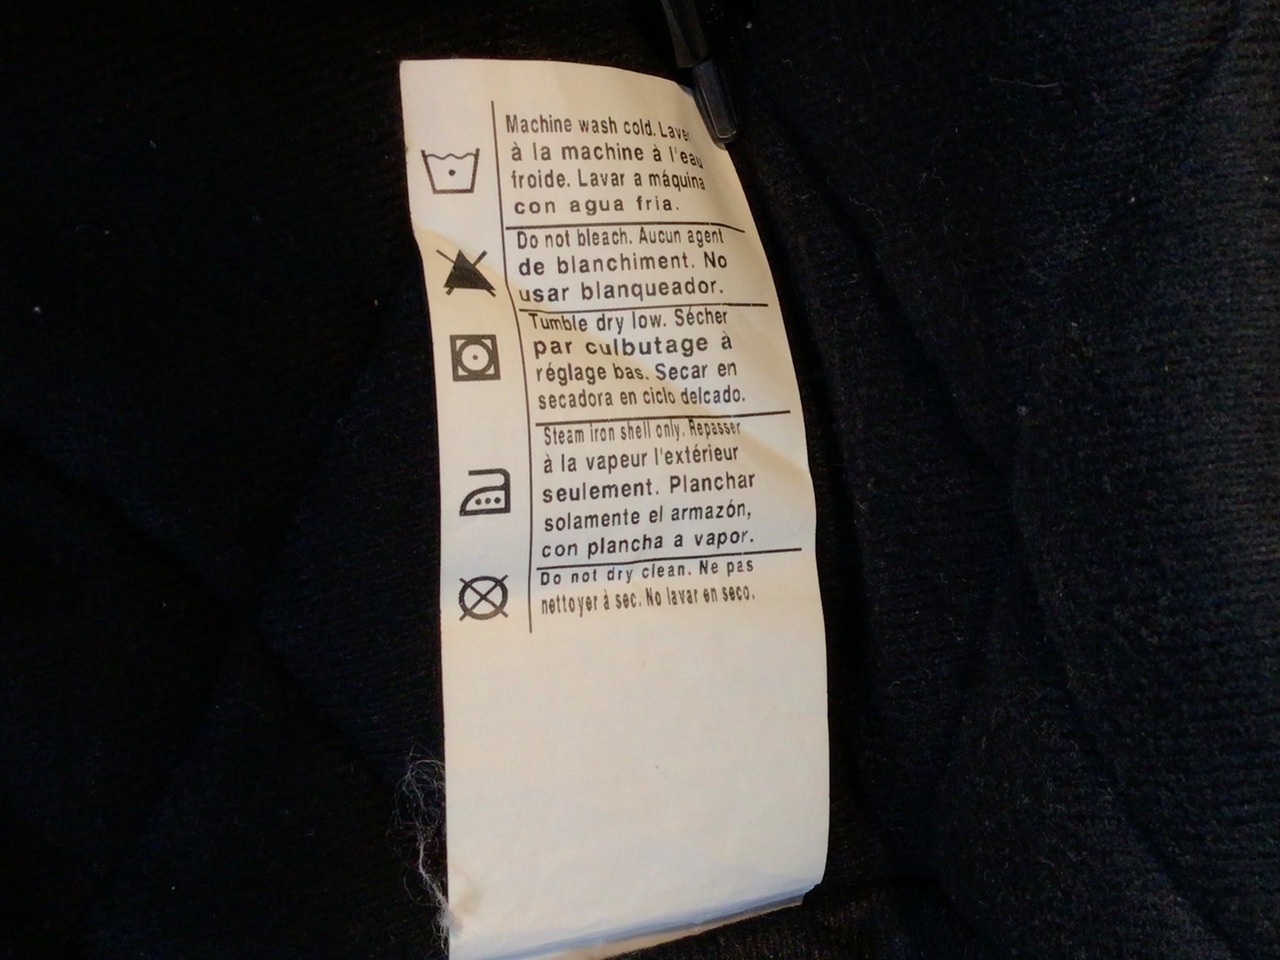 Machine wash cold. Laver
à la machine à l'eau
froide. Lavar a máquina
con agua fria.
Do not bleach. Aucun agent
de blanchiment. No
usar blanqueador.
Tumble dry low. Sécher
par culbutage à
réglage bas. Secar en
secadora en ciclo delcado.
Steam iron shell only. Repasser
à la vapeur l'extérieur
seulement. Planchar
solamente el armazón,
con plancha a vapor.
Do not dry clean. Ne pas
nettoyer à sec. No lavar en seco.